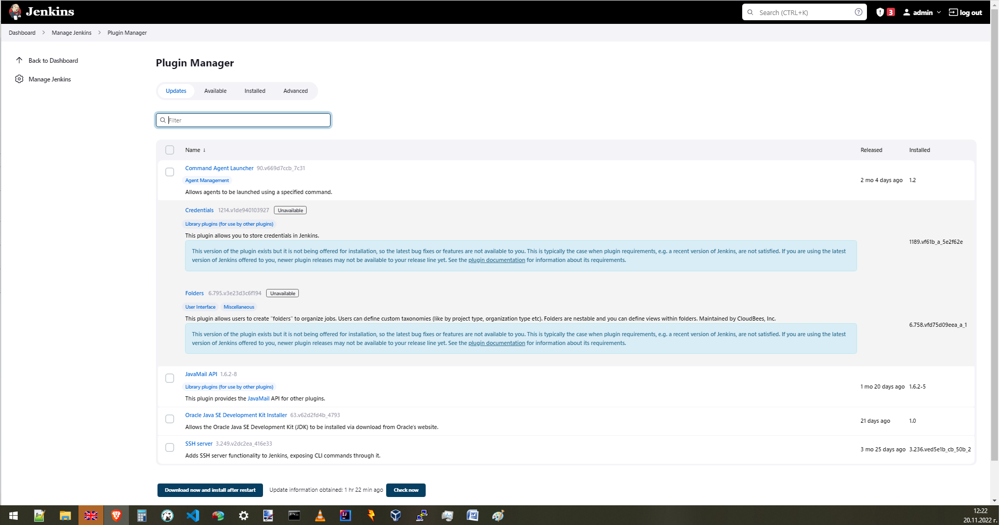 Jenkins
Search (CTRL+K)
3
admin
log out
Dashboard > Manage Jenkins > Plugin Manager
Back to Dashboard
Manage Jenkins
Plugin Manager
Updates Available Installed Advanced
Filter
Name ↓ Released Installed
Command Agent Launcher 90.v669d7ccb_7c31
Agent Management
2 mo 4 days ago 1.2
Allows agents to be launched using a specified command.
Credentials 1214.v1de940103927 Unavailable
Library plugins (for use by other plugins)
This plugin allows you to store credentials in Jenkins.
1189.vf61b_a_5e2f62e
This version of the plugin exists but it is not being offered for installation, so the latest bug fixes or features are not available to you. This is typically the case when plugin requirements, e.g. a recent version of Jenkins, are not satisfied. If you are using the latest
version of Jenkins offered to you, newer plugin releases may not be available to your release line yet. See the plugin documentation for information about its requirements.
Folders 6.795.v3e23d3c6f194 Unavailable
User Interface Miscellaneous
This plugin allows users to create "folders" to organize jobs. Users can define custom taxonomies (like by project type, organization type etc). Folders are nestable and you can define views within folders. Maintained by CloudBees, Inc.
6.758.vfd75d09eea_a_1
This version of the plugin exists but it is not being offered for installation, so the latest bug fixes or features are not available to you. This is typically the case when plugin requirements, e.g. a recent version of Jenkins, are not satisfied. If you are using the latest
version of Jenkins offered to you, newer plugin releases may not be available to your release line yet. See the plugin documentation for information about its requirements.
JavaMail API 1.6.2-8
Library plugins (for use by other plugins)
1 mo 20 days ago 1.6.2-5
This plugin provides the JavaMail API for other plugins.
Oracle Java SE Development Kit Installer 63.v62d2fd4b_4793
21 days ago 1.0
Allows the Oracle Java SE Development Kit (JDK) to be installed via download from Oracle's website.
SSH server 3.249.v2dc2ea_416e33
3 mo 25 days ago 3.236.ved5e1b_cb_50b_2
Adds SSH server functionality to Jenkins, exposing CLI commands through it.
Download now and install after restart
Update information obtained: 1 hr 22 min ago
Check now
12:22
20.11.2022 г.